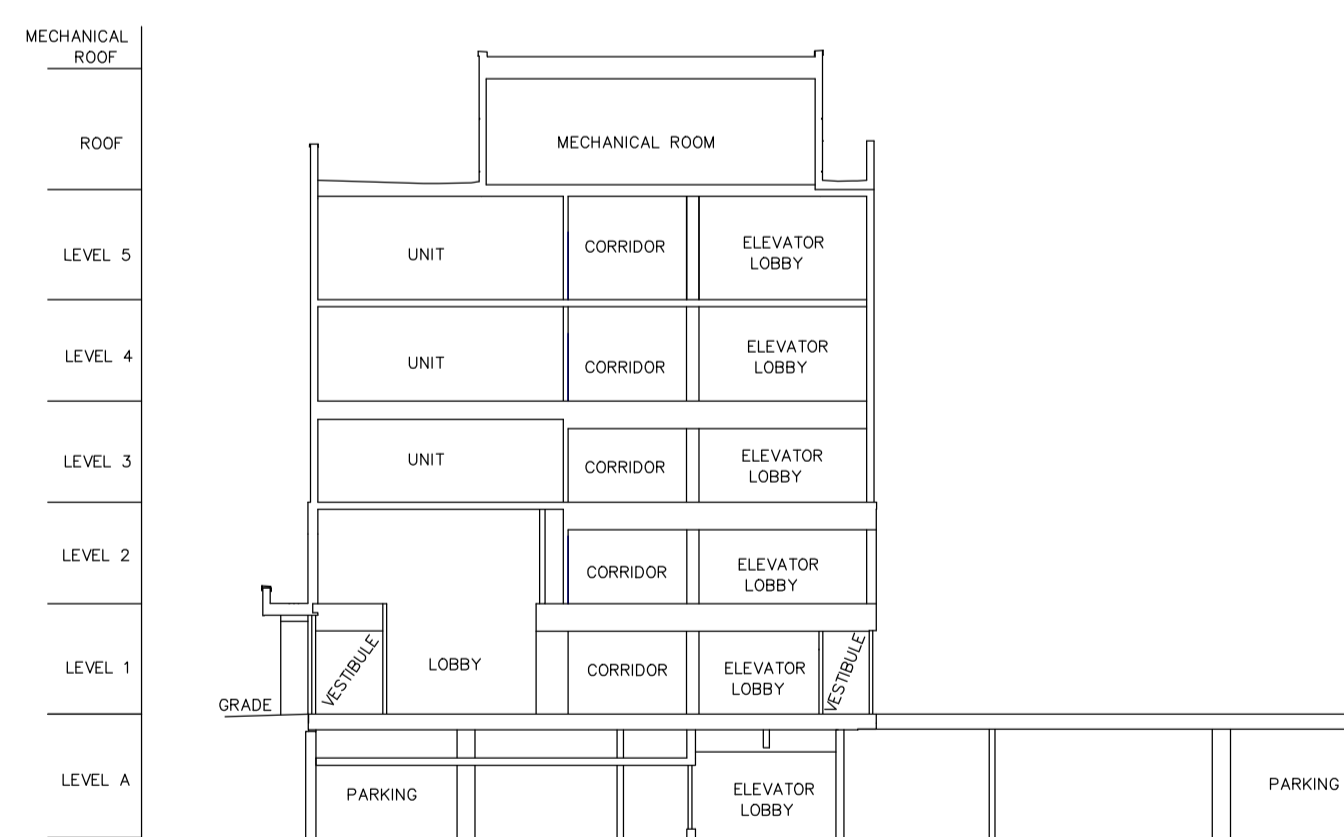 MECHANICAL
ROOF
ROOF
MECHANICAL ROOM
LEVEL 5
UNIT
CORRIDOR
ELEVATOR
LOBBY
LEVEL 4
UNIT
CORRIDOR
ELEVATOR
LOBBY
LEVEL 3
UNIT
CORRIDOR
ELEVATOR
LOBBY
LEVEL 2
CORRIDOR
ELEVATOR
LOBBY
LEVEL 1
VESTIBULE
LOBBY
CORRIDOR
ELEVATOR
LOBBY
VESTIBULE
GRADE
LEVEL A
PARKING
ELEVATOR
LOBBY
PARKING